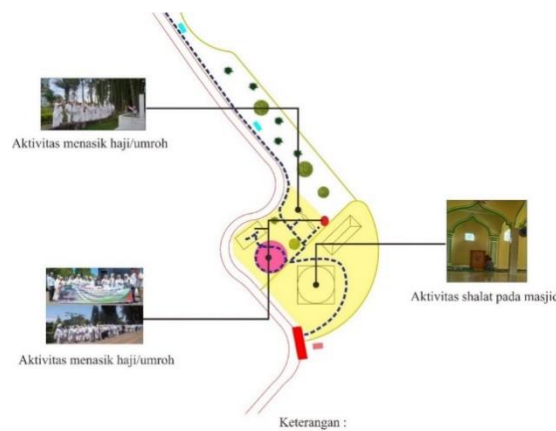 Aktivitas menasik haji/umroh
Aktivitas shalat pada masjid
Aktivitas menasik haji/umroh
Keterangan :